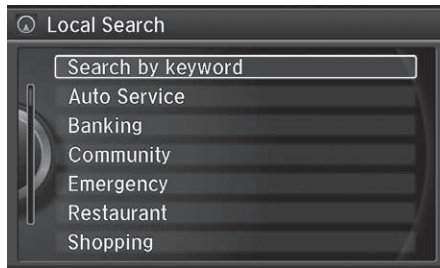 Local Search
Search by keyword
Auto Service
Banking
Community
Emergency
Restaurant
Shopping